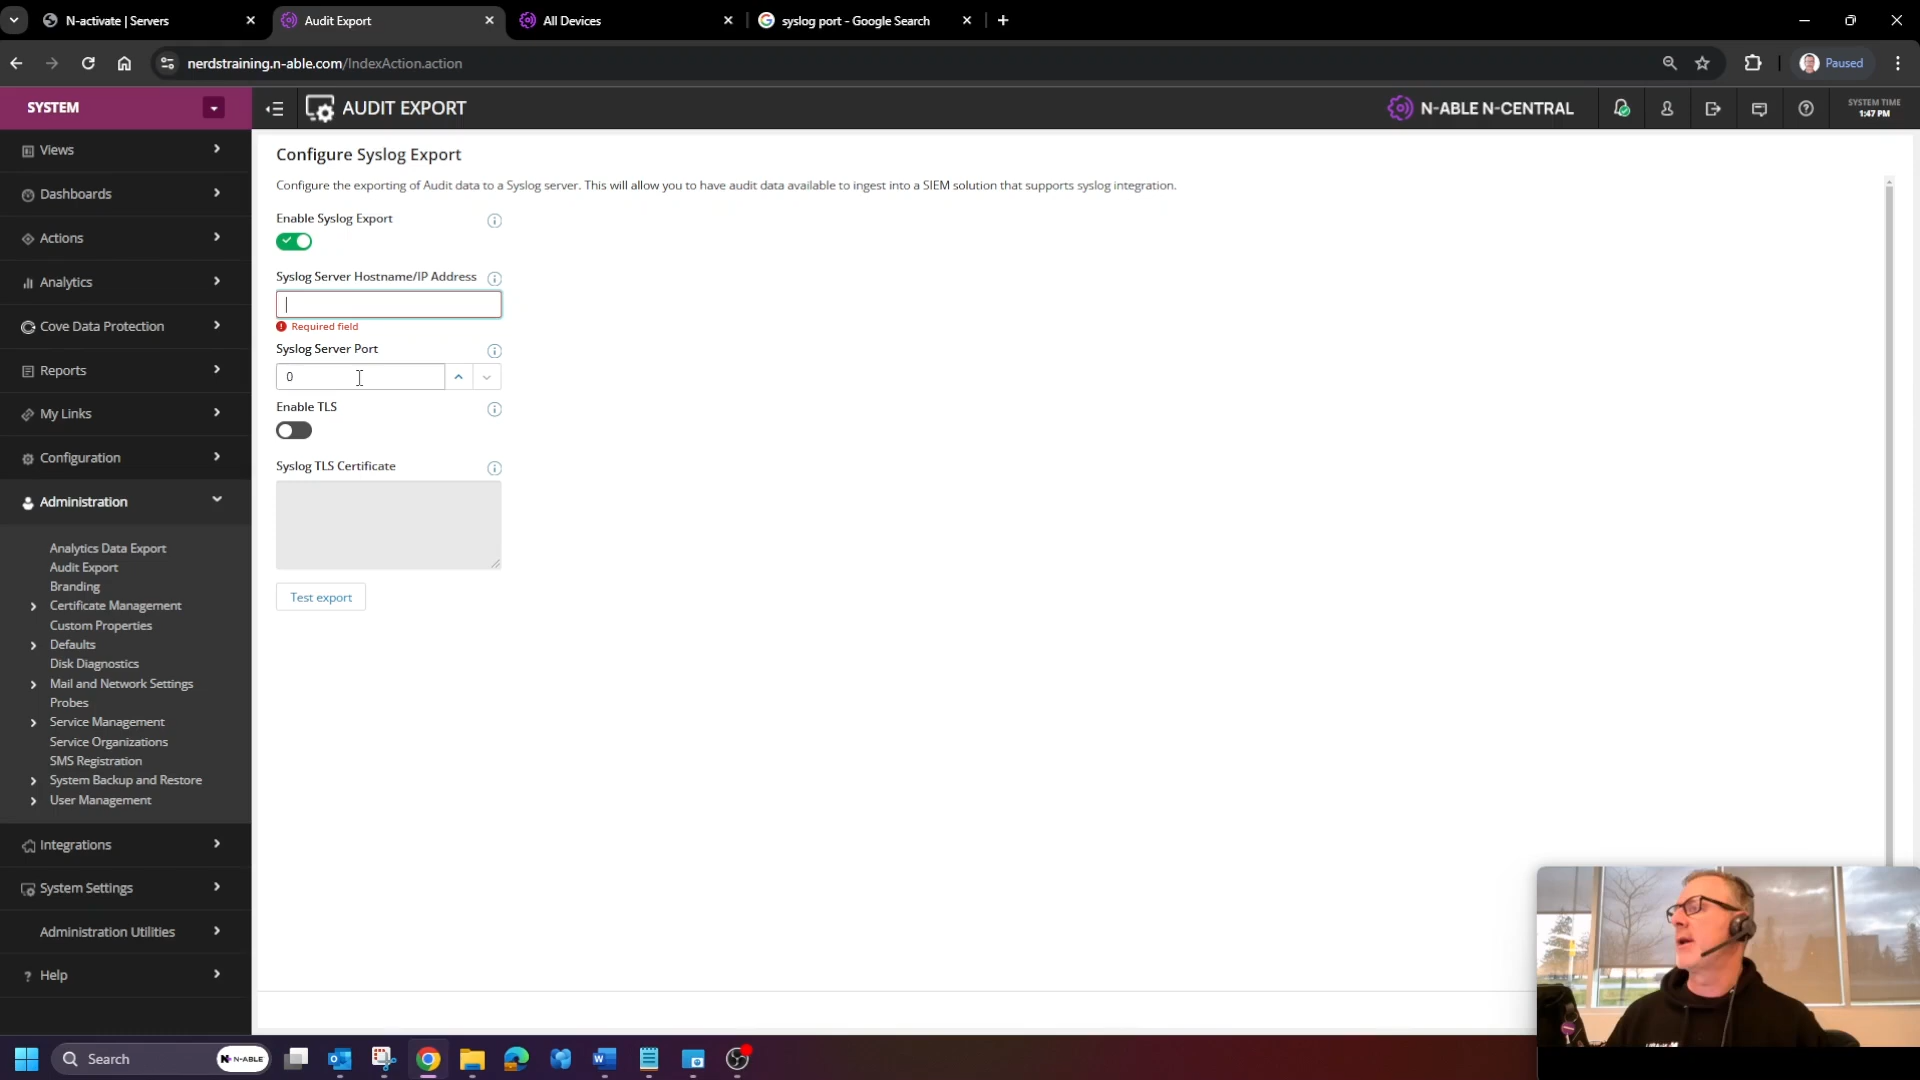 N-activate | Servers
Audit Export
All Devices
syslog port - Google Search
nerdstraining.n-able.com/IndexAction.action
Paused
SYSTEM
AUDIT EXPORT
N-ABLE N-CENTRAL
SYSTEM TIME
1:47 PM
Views
Dashboards
Actions
Analytics
Cove Data Protection
Reports
My Links
Configuration
Administration
Analytics Data Export
Audit Export
Branding
Certificate Management
Custom Properties
Defaults
Disk Diagnostics
Mail and Network Settings
Probes
Service Management
Service Organizations
SMS Registration
System Backup and Restore
User Management
Integrations
System Settings
Administration Utilities
Help
Configure Syslog Export
Configure the exporting of Audit data to a Syslog server. This will allow you to have audit data available to ingest into a SIEM solution that supports syslog integration.
Enable Syslog Export
Syslog Server Hostname/IP Address
Required field
Syslog Server Port
0
Enable TLS
Syslog TLS Certificate
Test export
Search
N-ABLE